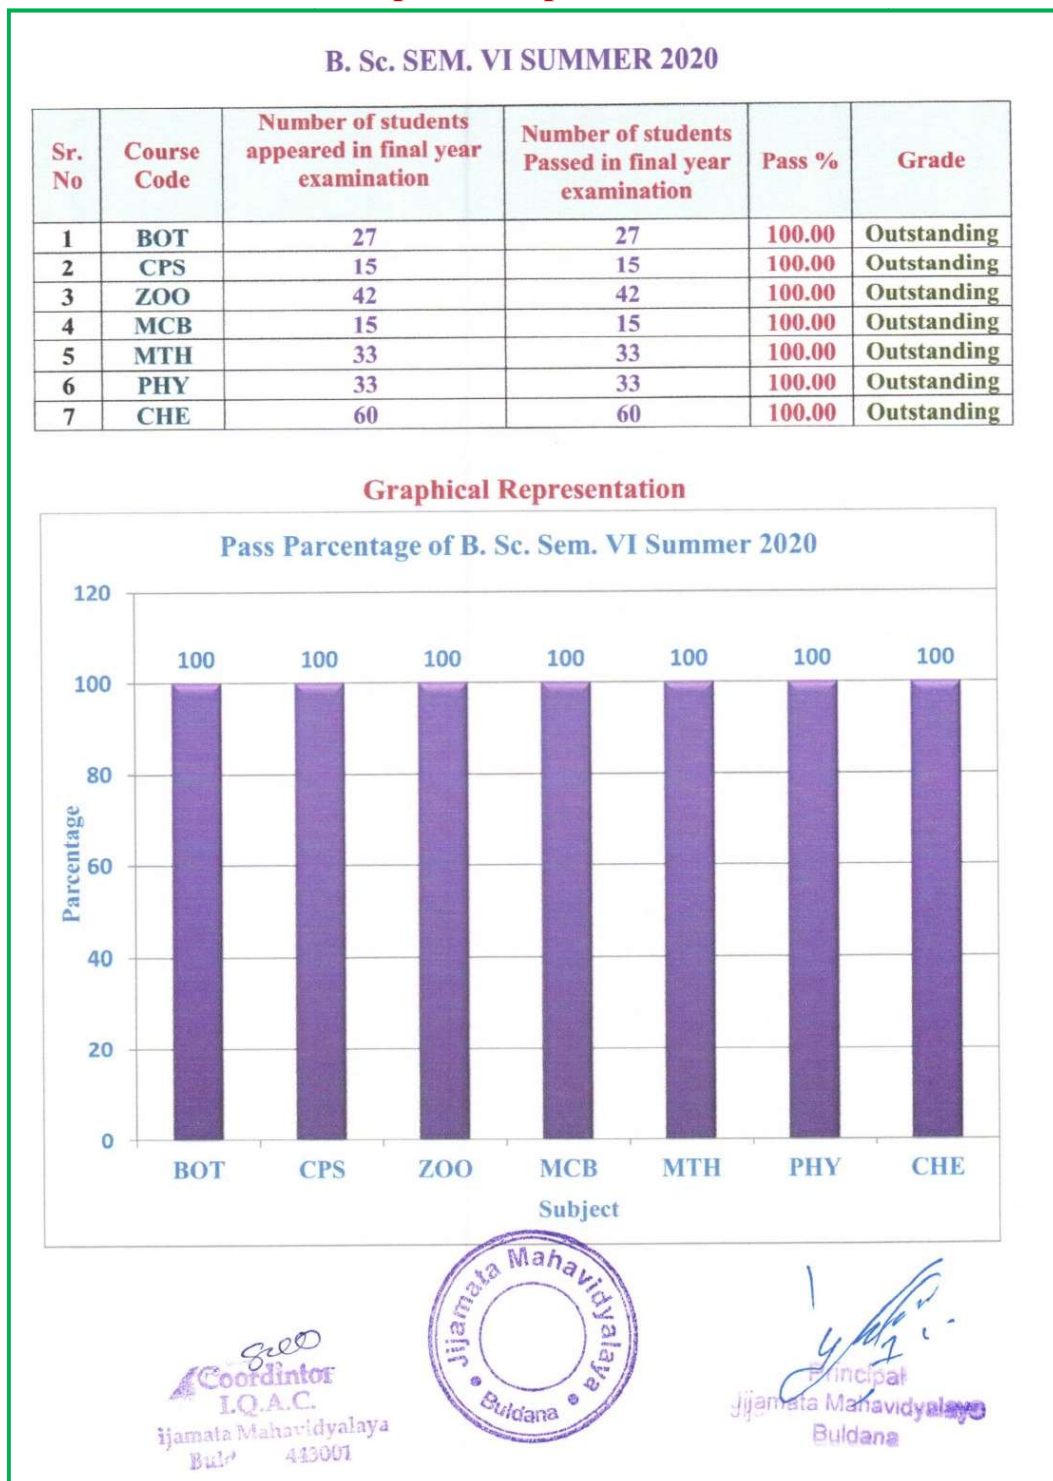 B. Sc. SEM. VI SUMMER 2020
Sr. No Course Code Number of students appeared in final year examination Number of students Passed in final year examination Pass % Grade
1 BOT 27 27 100.00 Outstanding
2 CPS 15 15 100.00 Outstanding
3 ZOO 42 42 100.00 Outstanding
4 MCB 15 15 100.00 Outstanding
5 MTH 33 33 100.00 Outstanding
6 PHY 33 33 100.00 Outstanding
7 CHE 60 60 100.00 Outstanding
Graphical Representation
Pass Parcentage of B. Sc. Sem. VI Summer 2020
120
100 100 100 100 100 100 100
100
80
60
40
20
0
Parcentage
BOT CPS ZOO MCB MTH PHY CHE
Subject
Jijamata Mahavidyalaya
Buldana
Coordintor
I.Q.A.C.
ijamata Mahavidyalaya
443001
Principal
Jijamata Mahavidyalaya
Buldana